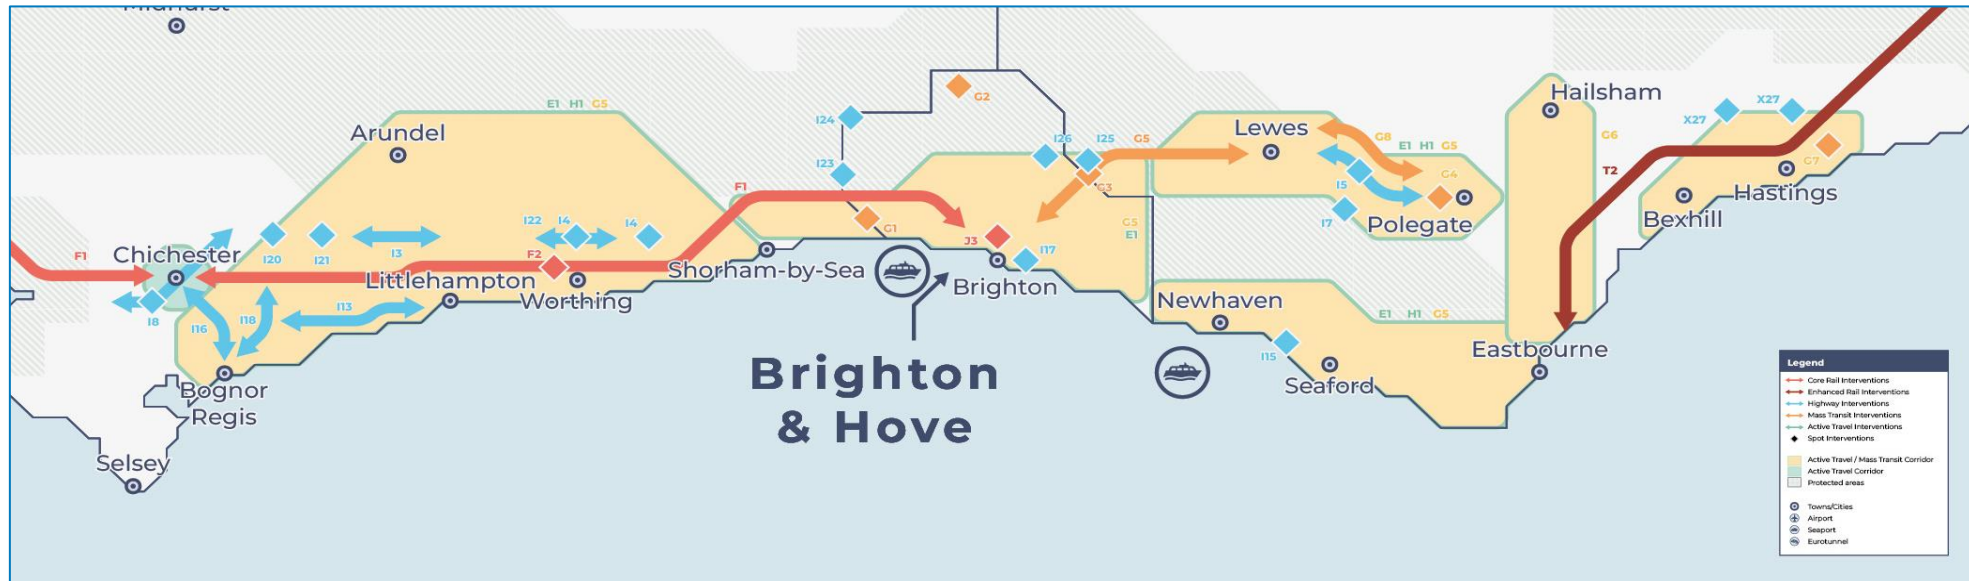 Midhurst
E1 H1 G5
Arundel
I24
G2
I23
I26
I25
G5
Lewes
G8
E1 H1 G5
Hailsham
X27
X27
G6
F1
G3
I5
G4
G7
T2
Hastings
I7
Polegate
Bexhill
F1
Chichester
I20
I21
I3
I22
I4
I4
F2
G1
J3
I17
G5
E1
Littlehampton
Worthing
Shorham-by-Sea
Brighton
I8
I16
I18
I13
Newhaven
E1 H1 G5
I15
Eastbourne
Seaford
Bognor
Regis
Brighton
& Hove
Selsey
Legend
Core Rail Interventions
Enhanced Rail Interventions
Highway Interventions
Mass Transit Interventions
Active Travel Interventions
Spot Interventions
Active Travel / Mass Transit Corridor
Active Travel Corridor
Protected areas
Towns/Cities
Airport
Seaport
Eurotunnel